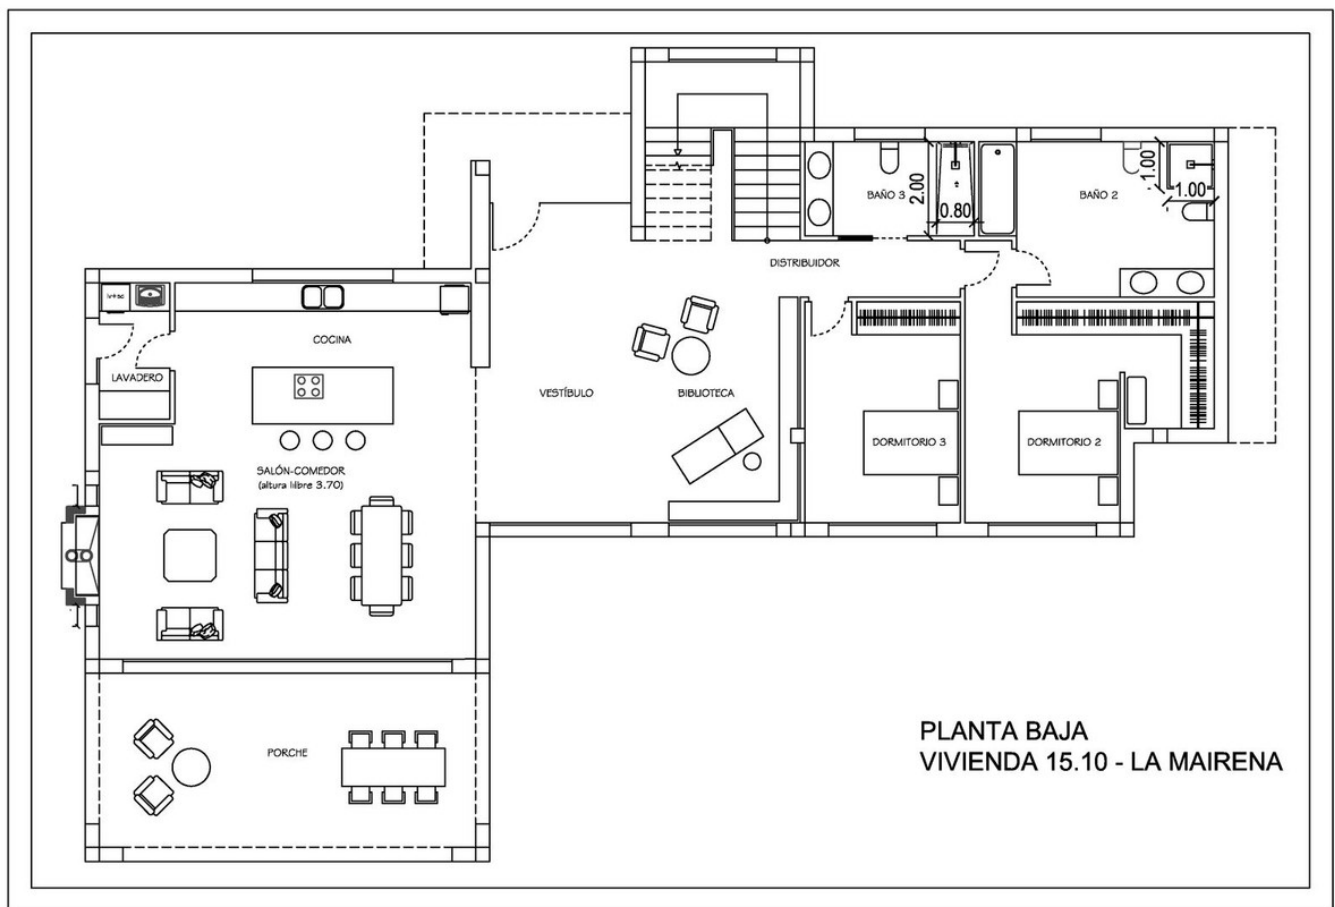 BAÑO 3
2.00
0.80
BAÑO 2
1.00
1.00
DISTRIBUIDOR
COCINA
LAVADERO
VESTÍBULO
BIBLIOTECA
DORMITORIO 3
DORMITORIO 2
SALÓN-COMEDOR
(altura libre 3.70)
PORCHE
PLANTA BAJA
VIVIENDA 15.10 - LA MAIRENA